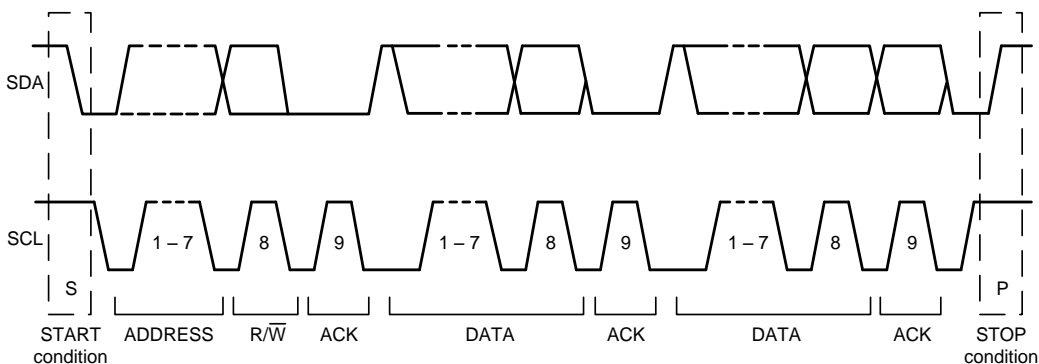 SDA
SCL
1 – 7
8
9
1 – 7
8
9
1 – 7
8
9
S
P
START
condition
ADDRESS
R/W̅
ACK
DATA
ACK
DATA
ACK
STOP
condition